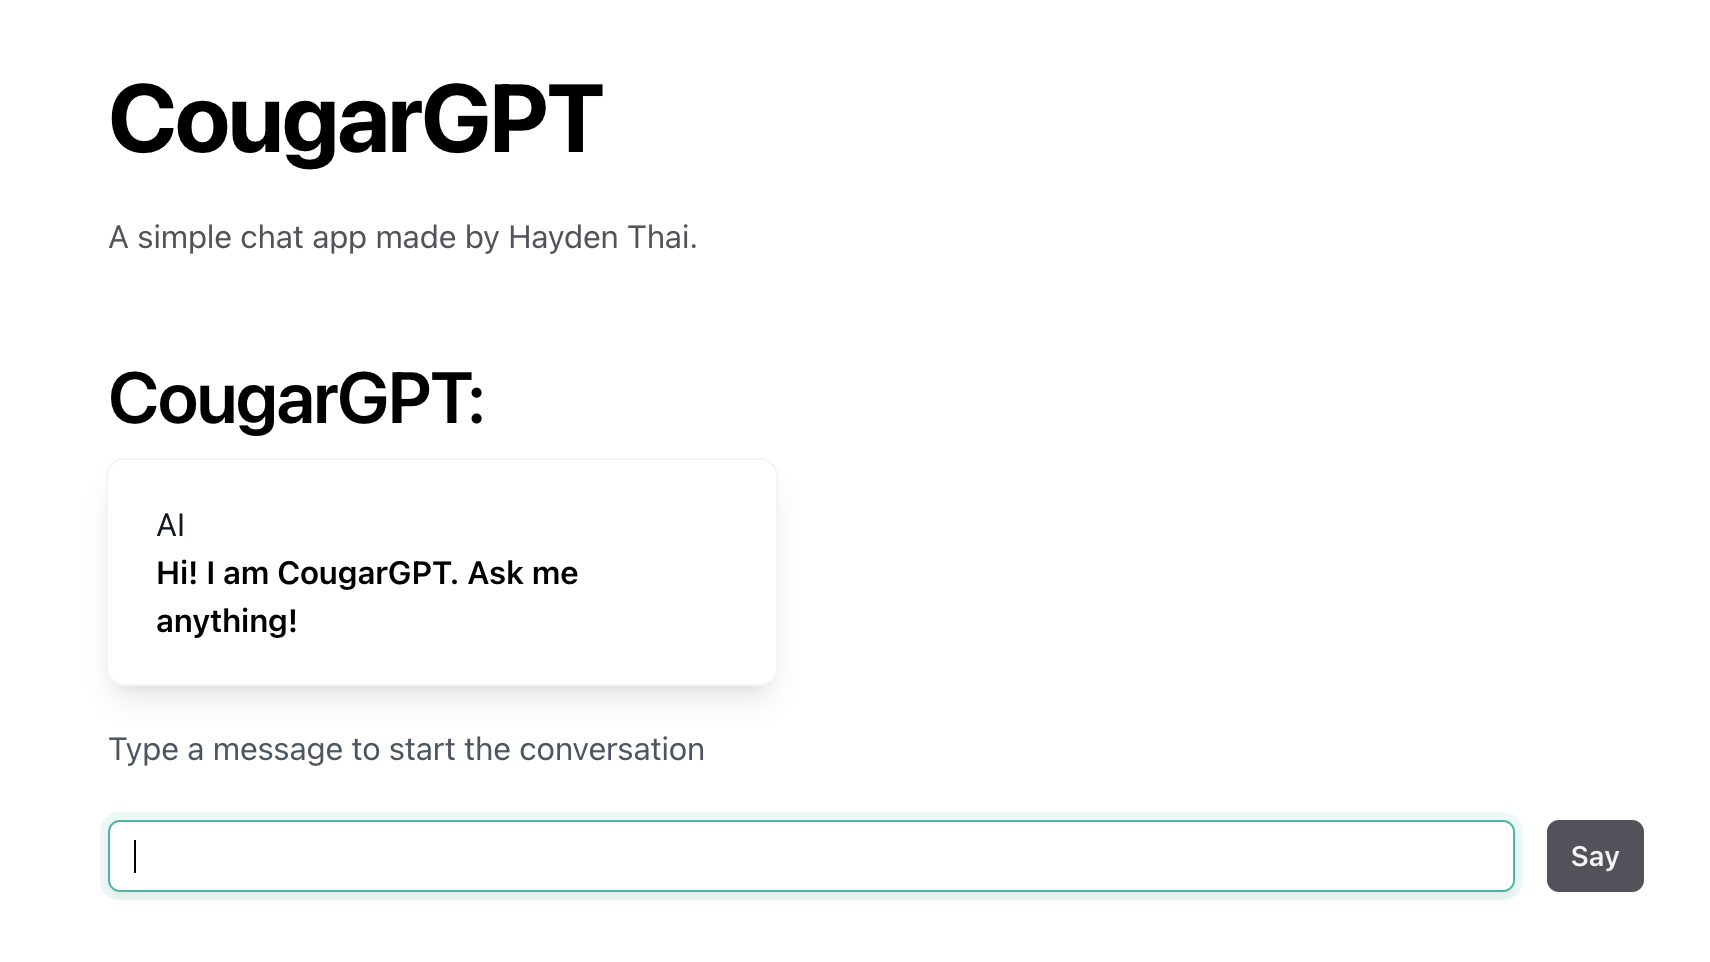 CougarGPT
A simple chat app made by Hayden Thai.
CougarGPT:
AI
Hi! I am CougarGPT. Ask me
anything!
Type a message to start the conversation
Say